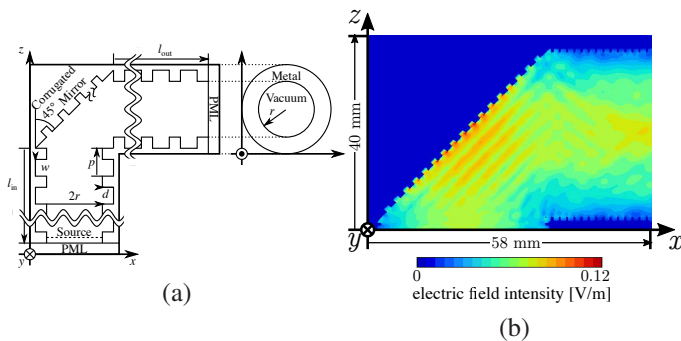 z
l_out
Corrugated
45° Mirror
Metal
Vacuum
r
PML
w
p
l_in
2r
d
Source
PML
y
x
(a)
z
40 mm
y
58 mm
x
0
0.12
electric field intensity [V/m]
(b)